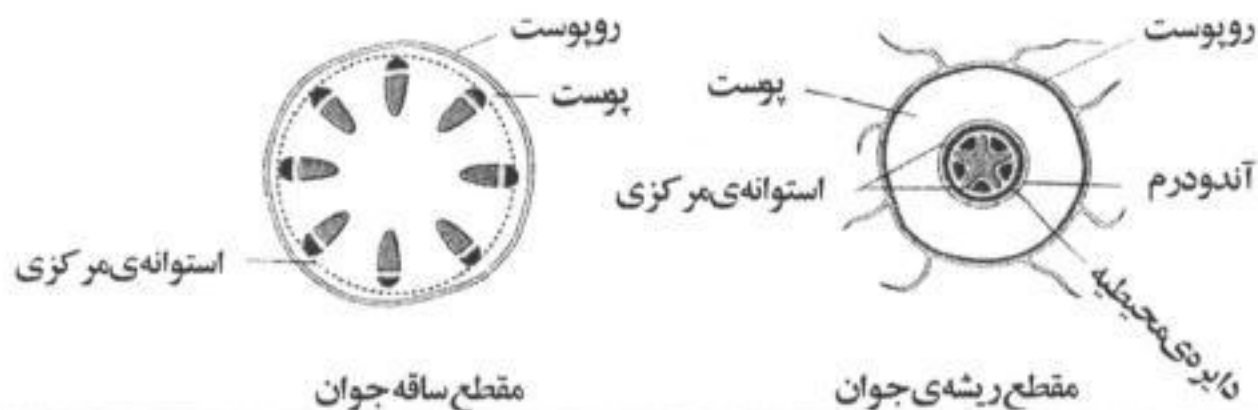 روپوست
پوست
آندودرم
استوانه‌ی مرکزی
دایره‌ی محیطیه
مقطع ریشه‌ی جوان
روپوست
پوست
استوانه‌ی مرکزی
مقطع ساقه جوان